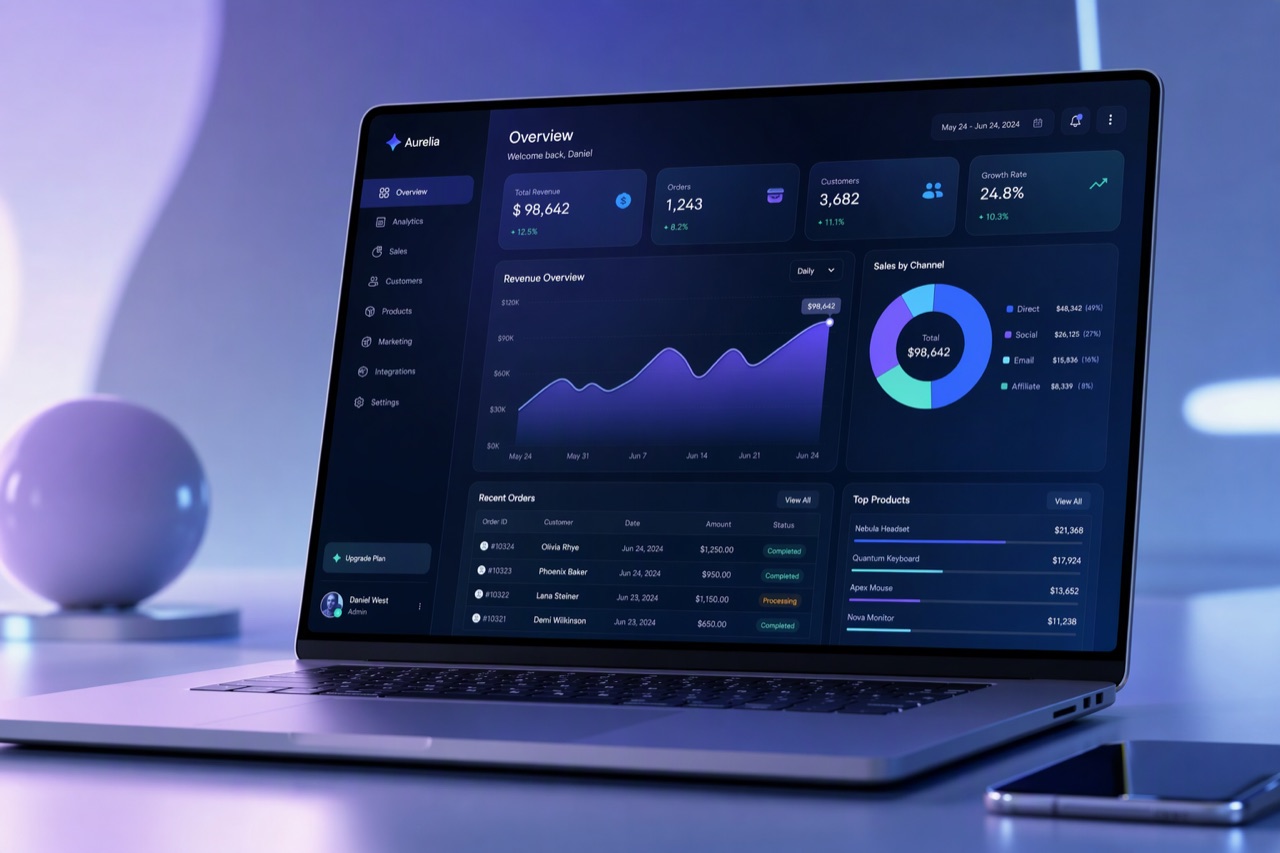 Aurelia
Overview
Analytics
Sales
Customers
Products
Marketing
Integrations
Settings
Upgrade Plan
Daniel West
Admin
Overview
Welcome back, Daniel
May 24 - Jun 24, 2024
Total Revenue
$ 98,642
+ 12.5%
Orders
1,243
+ 8.2%
Customers
3,682
+ 11.1%
Growth Rate
24.8%
+ 10.3%
Revenue Overview
Daily
$120K
$90K
$60K
$30K
$0K
$98,642
May 24 May 31 Jun 7 Jun 14 Jun 21 Jun 24
Sales by Channel
Total
$98,642
Direct $48,342 (49%)
Social $26,125 (27%)
Email $15,836 (16%)
Affiliate $8,339 (8%)
Recent Orders
View All
Order ID Customer Date Amount Status
#10324 Olivia Rhye Jun 24, 2024 $1,250.00 Completed
#10323 Phoenix Baker Jun 24, 2024 $950.00 Completed
#10322 Lana Steiner Jun 23, 2024 $1,150.00 Processing
#10321 Demi Wilkinson Jun 23, 2024 $650.00 Completed
Top Products
View All
Nebula Headset $21,368
Quantum Keyboard $17,924
Apex Mouse $13,652
Nova Monitor $11,238